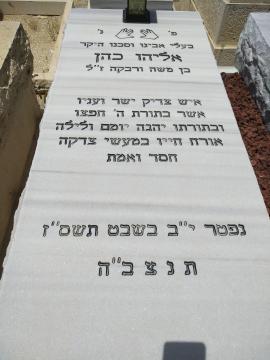 פ נ
בעלי אבינו וסבנו היקר
אליהו כהן
בן משה ורבקה ז"ל
איש צדיק ישר ועניו
אשר בתורת ה' חפצו
ובתורתו יהגה יומם ולילה
אורח חייו במעשי צדקה
חסד ואמת
נפטר י"ב בשבט תשס"ז
ת נ צ ב" ה